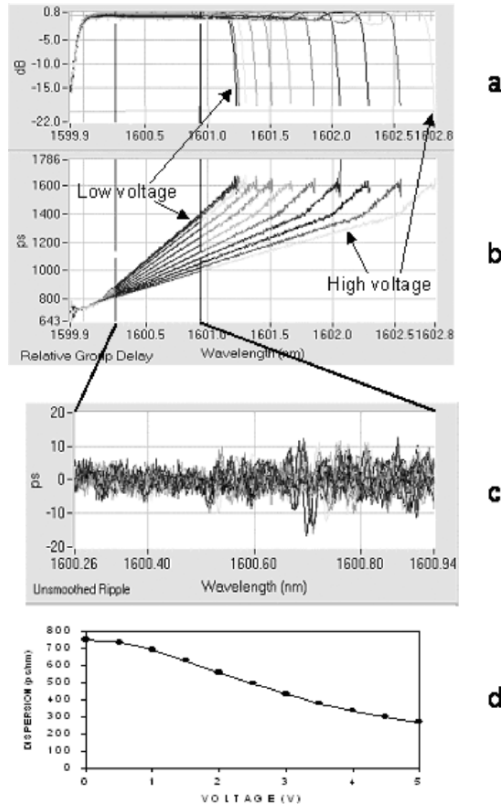 0.8
-5.0
-10.0
-15.0
-22.0
dB
1599.9 1600.5 1601.0 1601.5 1602.0 1602.5 1602.8
a
1786
1600
1400
1200
1000
800
643
ps
Low voltage
High voltage
1599.9 1600.5 1601.0 1601.5 1602.0 1602.5 1602.8
Relative Group Delay Wavelength (nm)
b
20
10
0
-10
-20
ps
1600.26 1600.40 1600.60 1600.80 1600.94
Unsmoothed Ripple Wavelength (nm)
c
800
700
600
500
400
300
200
100
0
DISPERSION (ps/nm)
0 1 2 3 4 5
VOLTAGE (V)
d